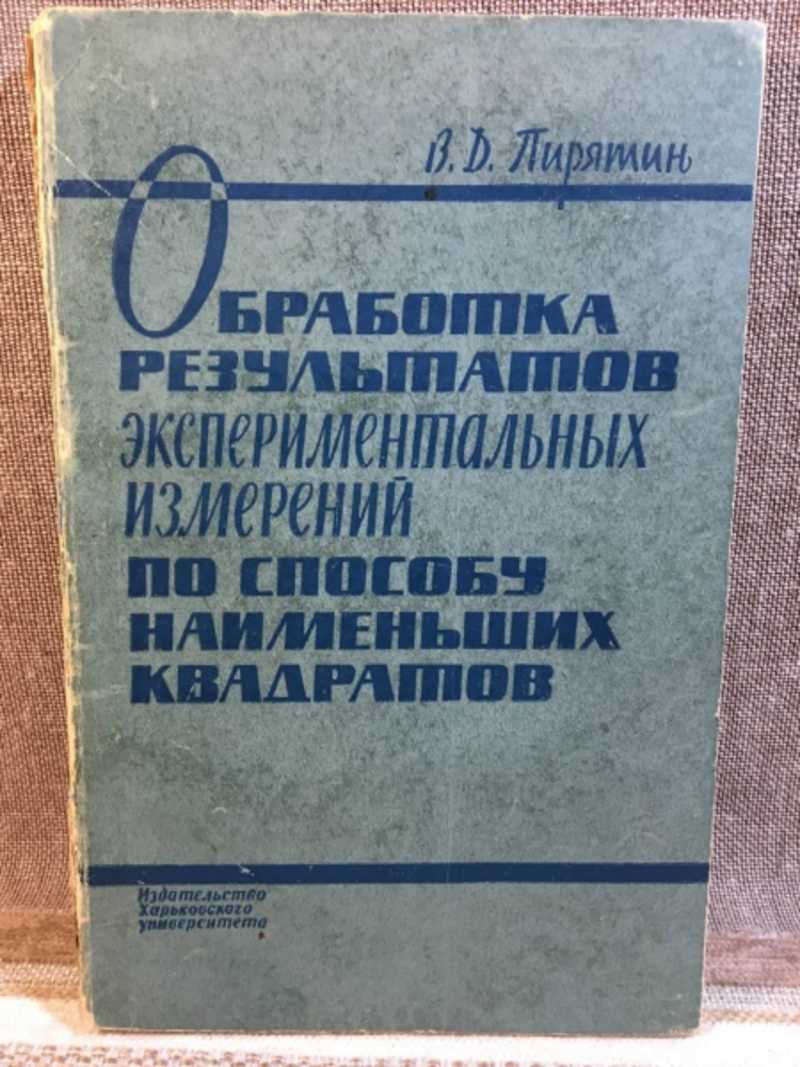 В. Д. Пирятин
Обработка
результатов
экспериментальных
измерений
по способу
наименьших
квадратов
Издательство
Харьковского
университета